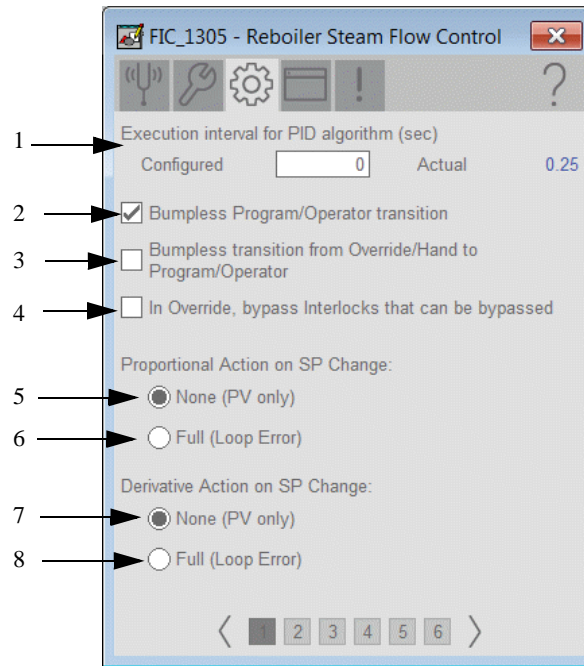 FIC_1305 - Reboiler Steam Flow Control
?
1
Execution interval for PID algorithm (sec)
Configured 0 Actual 0.25
2
Bumpless Program/Operator transition
3
Bumpless transition from Override/Hand to
Program/Operator
4
In Override, bypass Interlocks that can be bypassed
Proportional Action on SP Change:
5
None (PV only)
6
Full (Loop Error)
Derivative Action on SP Change:
7
None (PV only)
8
Full (Loop Error)
1 2 3 4 5 6